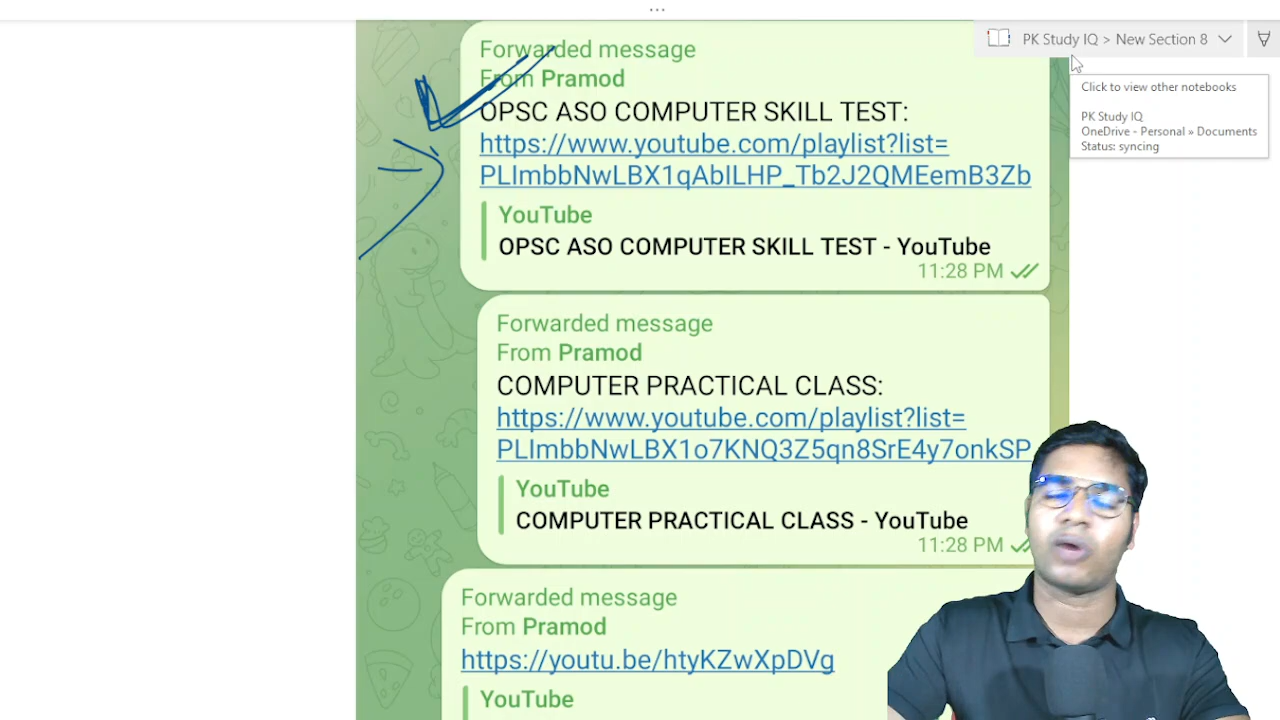 PK Study IQ > New Section 8
Click to view other notebooks
PK Study IQ
OneDrive - Personal » Documents
Status: syncing
Forwarded message
From Pramod
OPSC ASO COMPUTER SKILL TEST:
https://www.youtube.com/playlist?list=
PLImbbNwLBX1qAbILHP_Tb2J2QMEemB3Zb
YouTube
OPSC ASO COMPUTER SKILL TEST - YouTube
11:28 PM
Forwarded message
From Pramod
COMPUTER PRACTICAL CLASS:
https://www.youtube.com/playlist?list=
PLImbbNwLBX1o7KNQ3Z5qn8SrE4y7onkSP
YouTube
COMPUTER PRACTICAL CLASS - YouTube
11:28 PM
Forwarded message
From Pramod
https://youtu.be/htyKZwXpDVg
YouTube